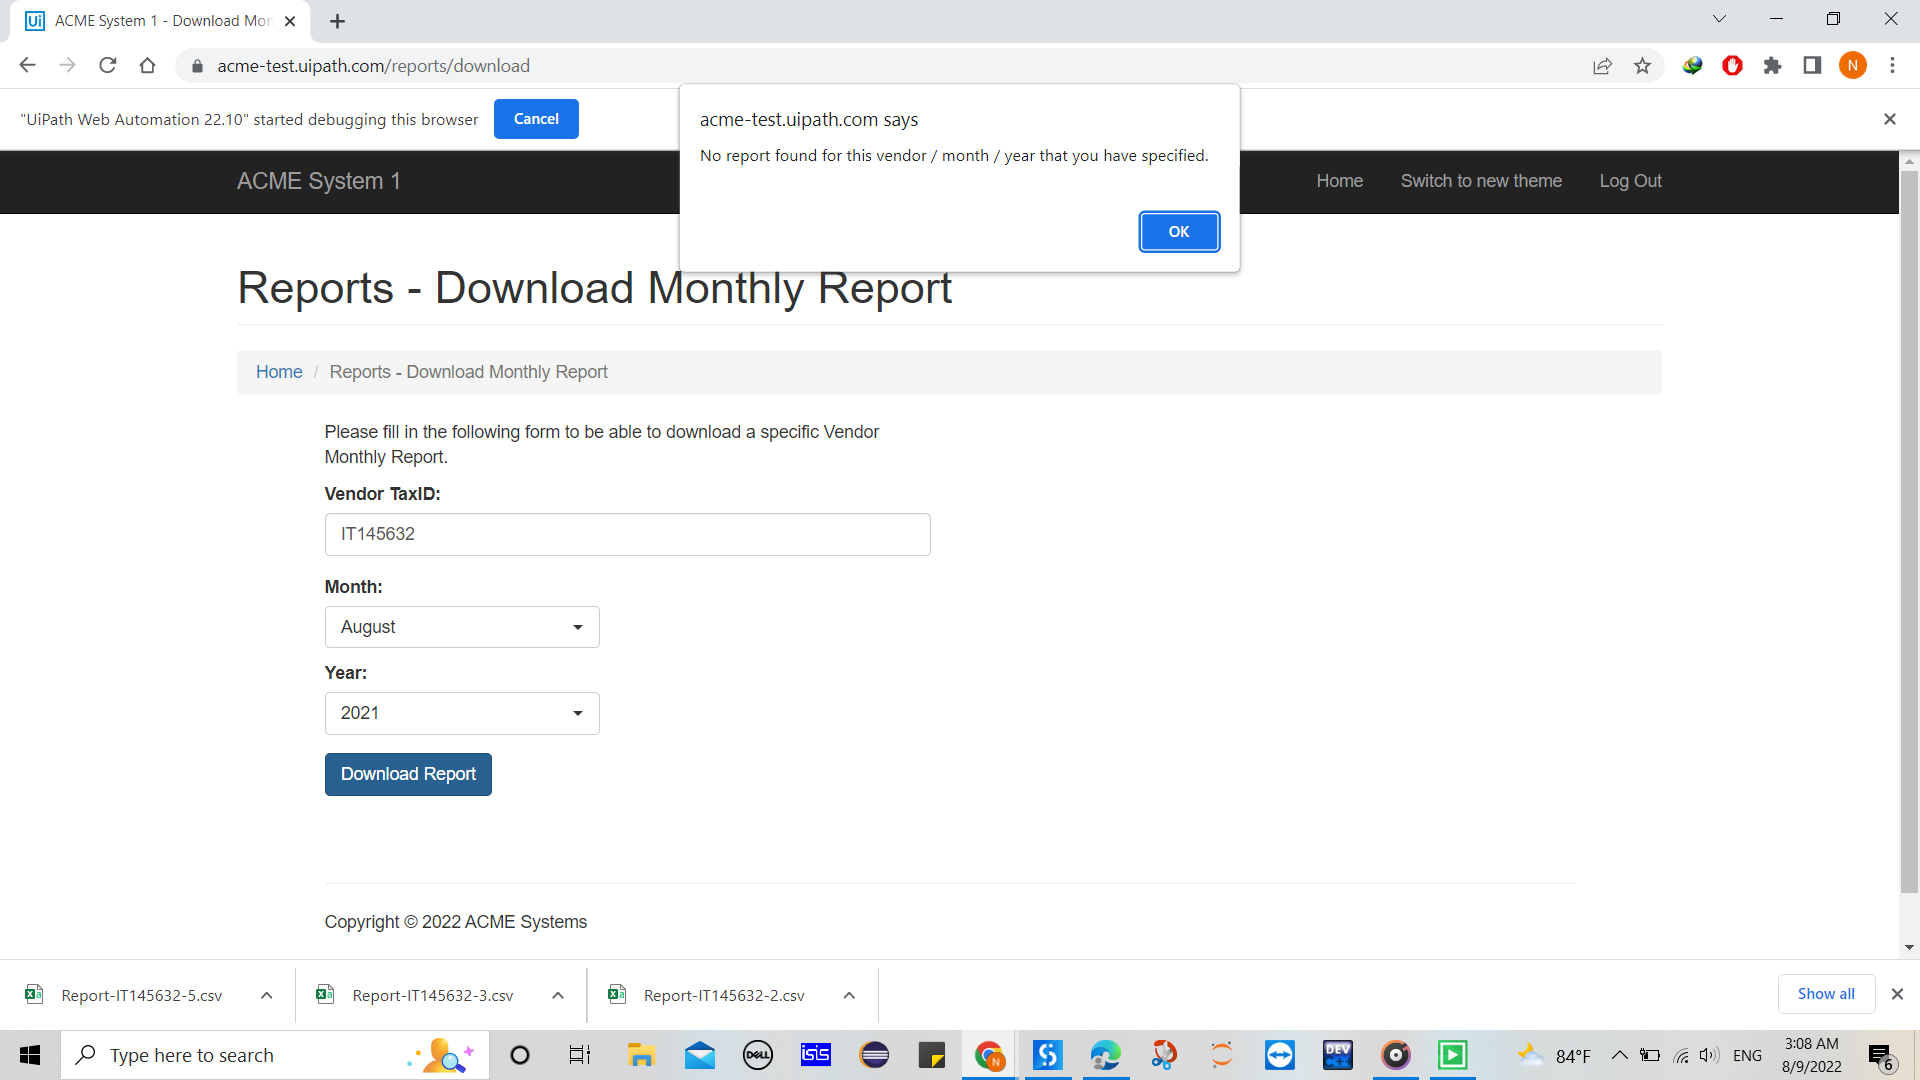 ACME System 1 - Download Mon
acme-test.uipath.com/reports/download
N
"UiPath Web Automation 22.10" started debugging this browser
Cancel
acme-test.uipath.com says
No report found for this vendor / month / year that you have specified.
OK
ACME System 1
Home
Switch to new theme
Log Out
Reports - Download Monthly Report
Home / Reports - Download Monthly Report
Please fill in the following form to be able to download a specific Vendor
Monthly Report.
Vendor TaxID:
IT145632
Month:
August
Year:
2021
Download Report
Copyright © 2022 ACME Systems
Report-IT145632-5.csv
Report-IT145632-3.csv
Report-IT145632-2.csv
Show all
Type here to search
DELL
isis
DEV
84°F
ENG
3:08 AM
8/9/2022
6